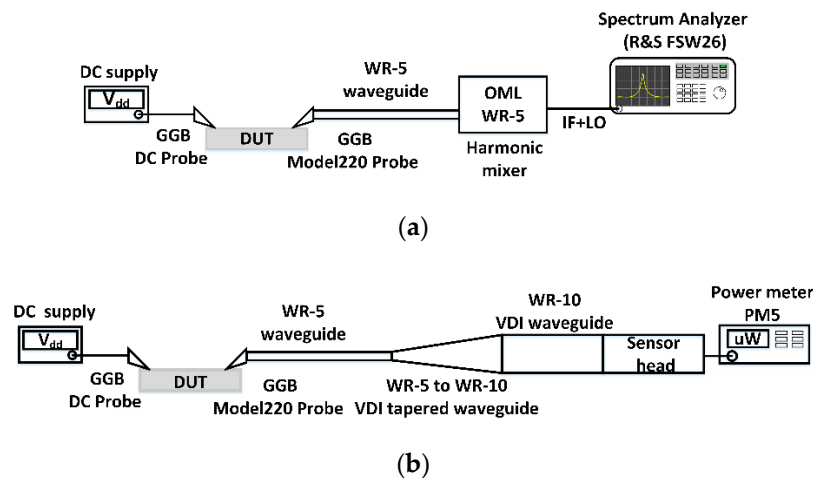 Spectrum Analyzer
(R&S FSW26)
DC supply
Vdd
WR-5
waveguide
OML
WR-5
IF+LO
GGB
DC Probe
DUT
GGB
Model220 Probe
Harmonic
mixer
(a)
Power meter
PM5
DC supply
Vdd
WR-5
waveguide
WR-10
VDI waveguide
Sensor
head
uW
GGB
DC Probe
DUT
GGB
Model220 Probe
WR-5 to WR-10
VDI tapered waveguide
(b)